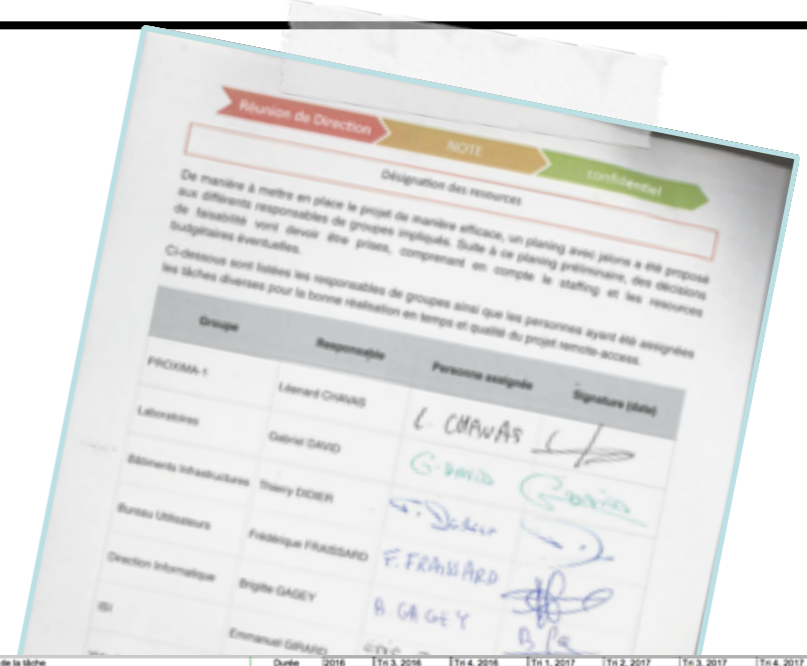 Réunion de Direction
NOTE
confidentiel
Désignation des resources
De manière à mettre en place le projet de manière efficace, un planing avec jalons a été proposé
aux différents responsables de groupes impliqués. Suite à ce planing préliminaire, des décisions
de faisabilité vont devoir être prises, comprenant en compte le staffing et les resources
budgétaires éventuelles.
Ci-dessous sont listées les responsables de groupes ainsi que les personnes ayant été assignées
les tâches diverses pour la bonne réalisation en temps et qualité du projet remote-access.
Groupe Responsable Personne assignée Signature (date)
PROXIMA-1 Léonard CHAVAS L. CHAVAS
Laboratoires Gabriel DAVID G. DAVID
Bâtiments Infrastructures Thierry DIDIER T. Didier
Bureau Utilisateurs Frédérique FRAISSARD F. FRAISSARD
Direction Informatique Brigitte GAGEY B. GAGEY
ISI Emmanuel GIRARD
de la tâche Durée 2016 Tri 3, 2016 Tri 4, 2016 Tri 1, 2017 Tri 2, 2017 Tri 3, 2017 Tri 4, 2017